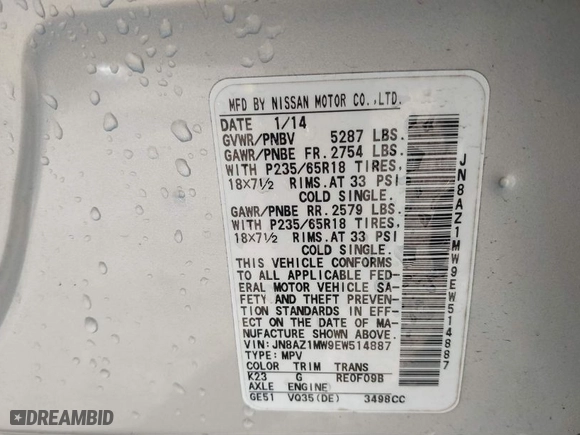 MFD BY NISSAN MOTOR CO.,LTD.
DATE 1/14
GVWR/PNBV 5287 LBS.
GAWR/PNBE FR. 2754 LBS.
WITH P235/65R18 TIRES,
18X7½ RIMS. AT 33 PSI
COLD SINGLE.
GAWR/PNBE RR. 2579 LBS.
WITH P235/65R18 TIRES,
18X7½ RIMS. AT 33 PSI
COLD SINGLE.
THIS VEHICLE CONFORMS
TO ALL APPLICABLE FED-
ERAL MOTOR VEHICLE SA-
FETY AND THEFT PREVEN-
TION STANDARDS IN EFF-
ECT ON THE DATE OF MA-
NUFACTURE SHOWN ABOVE.
VIN: JN8AZ1MW9EW514887
TYPE: MPV
COLOR TRIM TRANS
K23 G RE0F09B
AXLE ENGINE
GE51 VQ35(DE) 3498CC
JN8AZ1MW9EW514887
DREAMBID